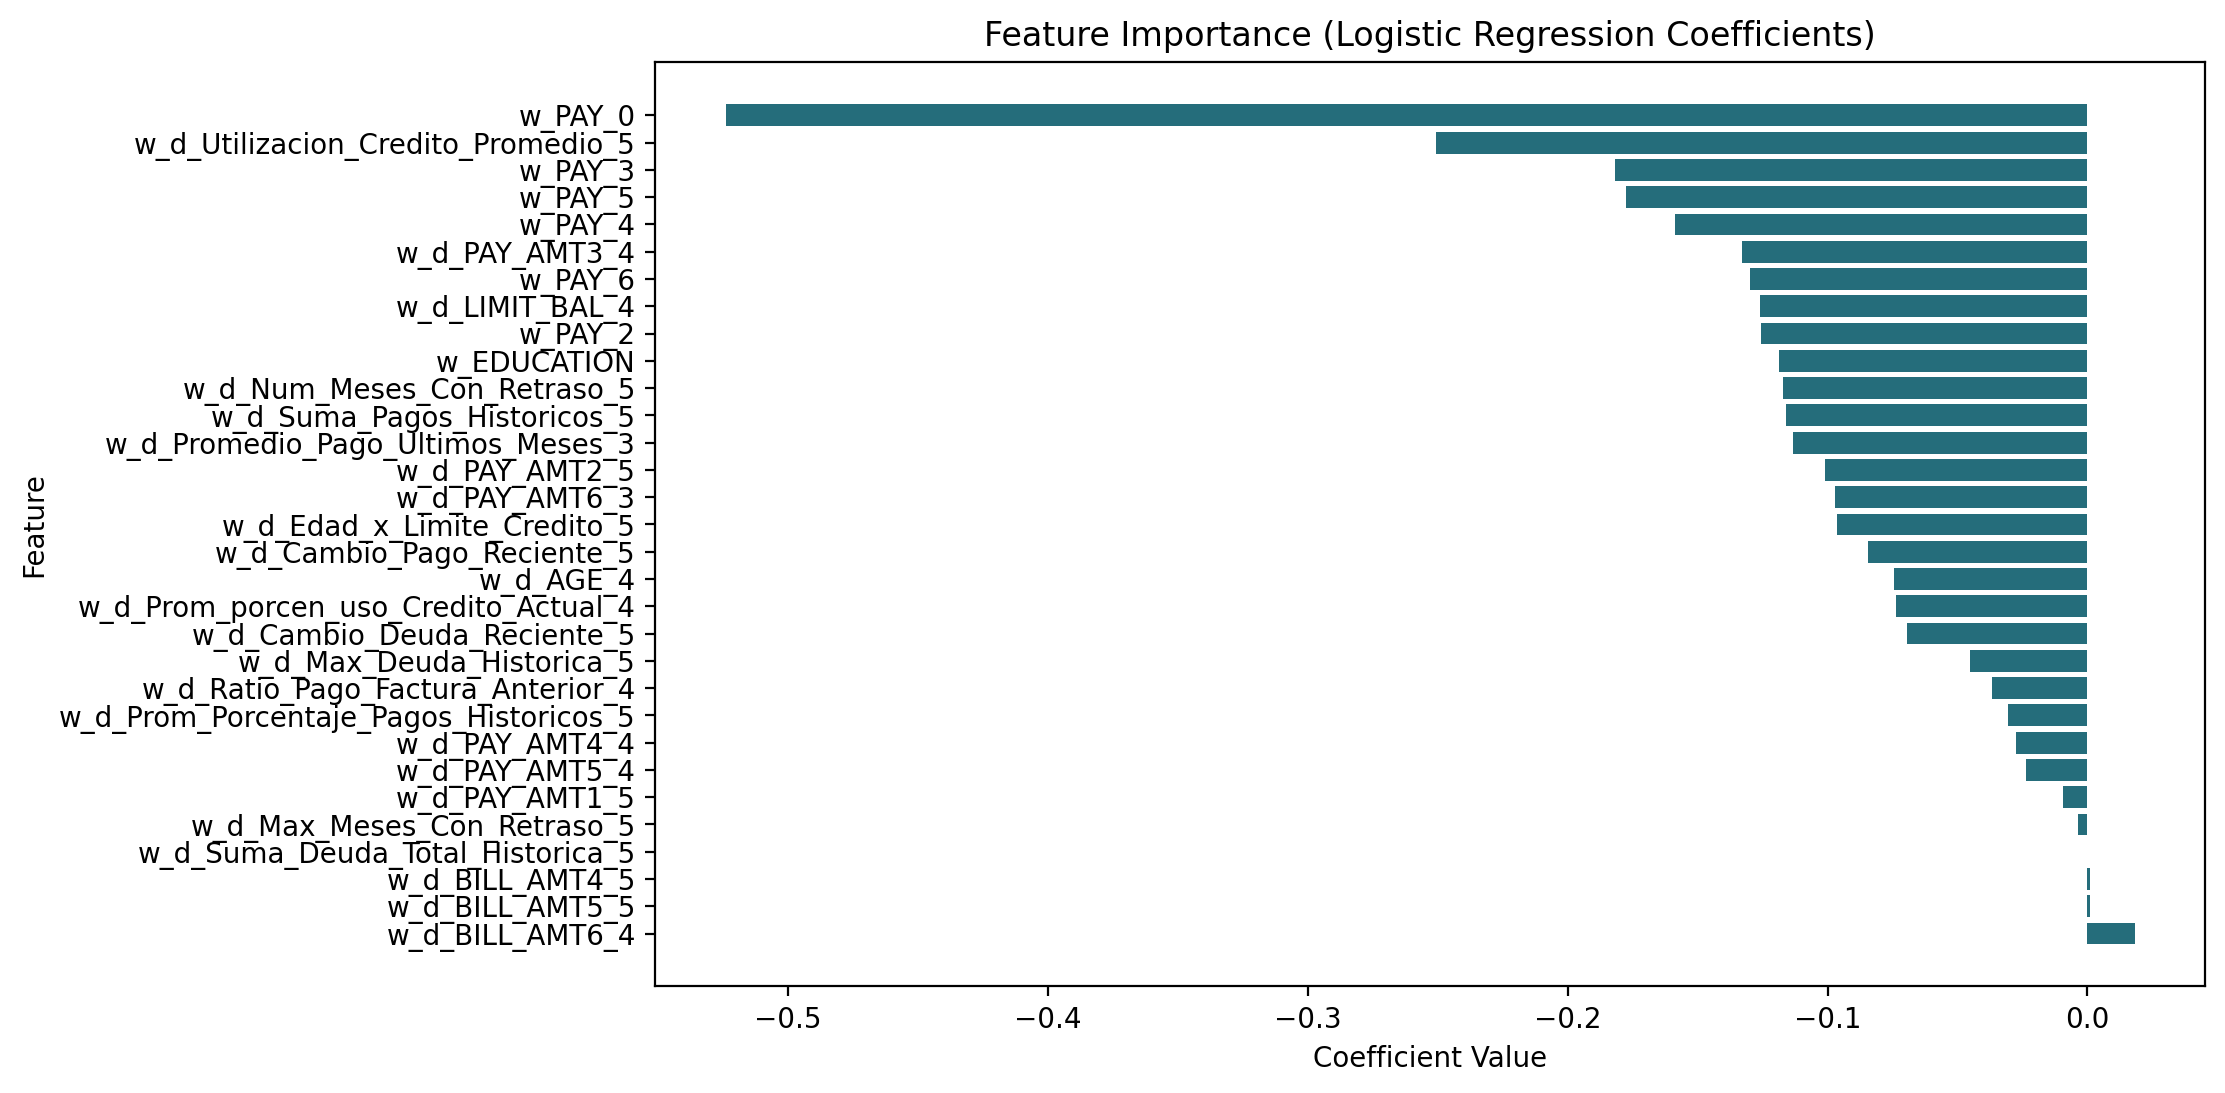 Feature Importance (Logistic Regression Coefficients)
w_PAY_0
w_d_Utilizacion_Credito_Promedio_5
w_PAY_3
w_PAY_5
w_PAY_4
w_d_PAY_AMT3_4
w_PAY_6
w_d_LIMIT_BAL_4
w_PAY_2
w_EDUCATION
w_d_Num_Meses_Con_Retraso_5
w_d_Suma_Pagos_Historicos_5
w_d_Promedio_Pago_Ultimos_Meses_3
w_d_PAY_AMT2_5
w_d_PAY_AMT6_3
w_d_Edad_x_Limite_Credito_5
w_d_Cambio_Pago_Reciente_5
w_d_AGE_4
w_d_Prom_porcen_uso_Credito_Actual_4
w_d_Cambio_Deuda_Reciente_5
w_d_Max_Deuda_Historica_5
w_d_Ratio_Pago_Factura_Anterior_4
w_d_Prom_Porcentaje_Pagos_Historicos_5
w_d_PAY_AMT4_4
w_d_PAY_AMT5_4
w_d_PAY_AMT1_5
w_d_Max_Meses_Con_Retraso_5
w_d_Suma_Deuda_Total_Historica_5
w_d_BILL_AMT4_5
w_d_BILL_AMT5_5
w_d_BILL_AMT6_4
Feature
−0.5 −0.4 −0.3 −0.2 −0.1 0.0
Coefficient Value